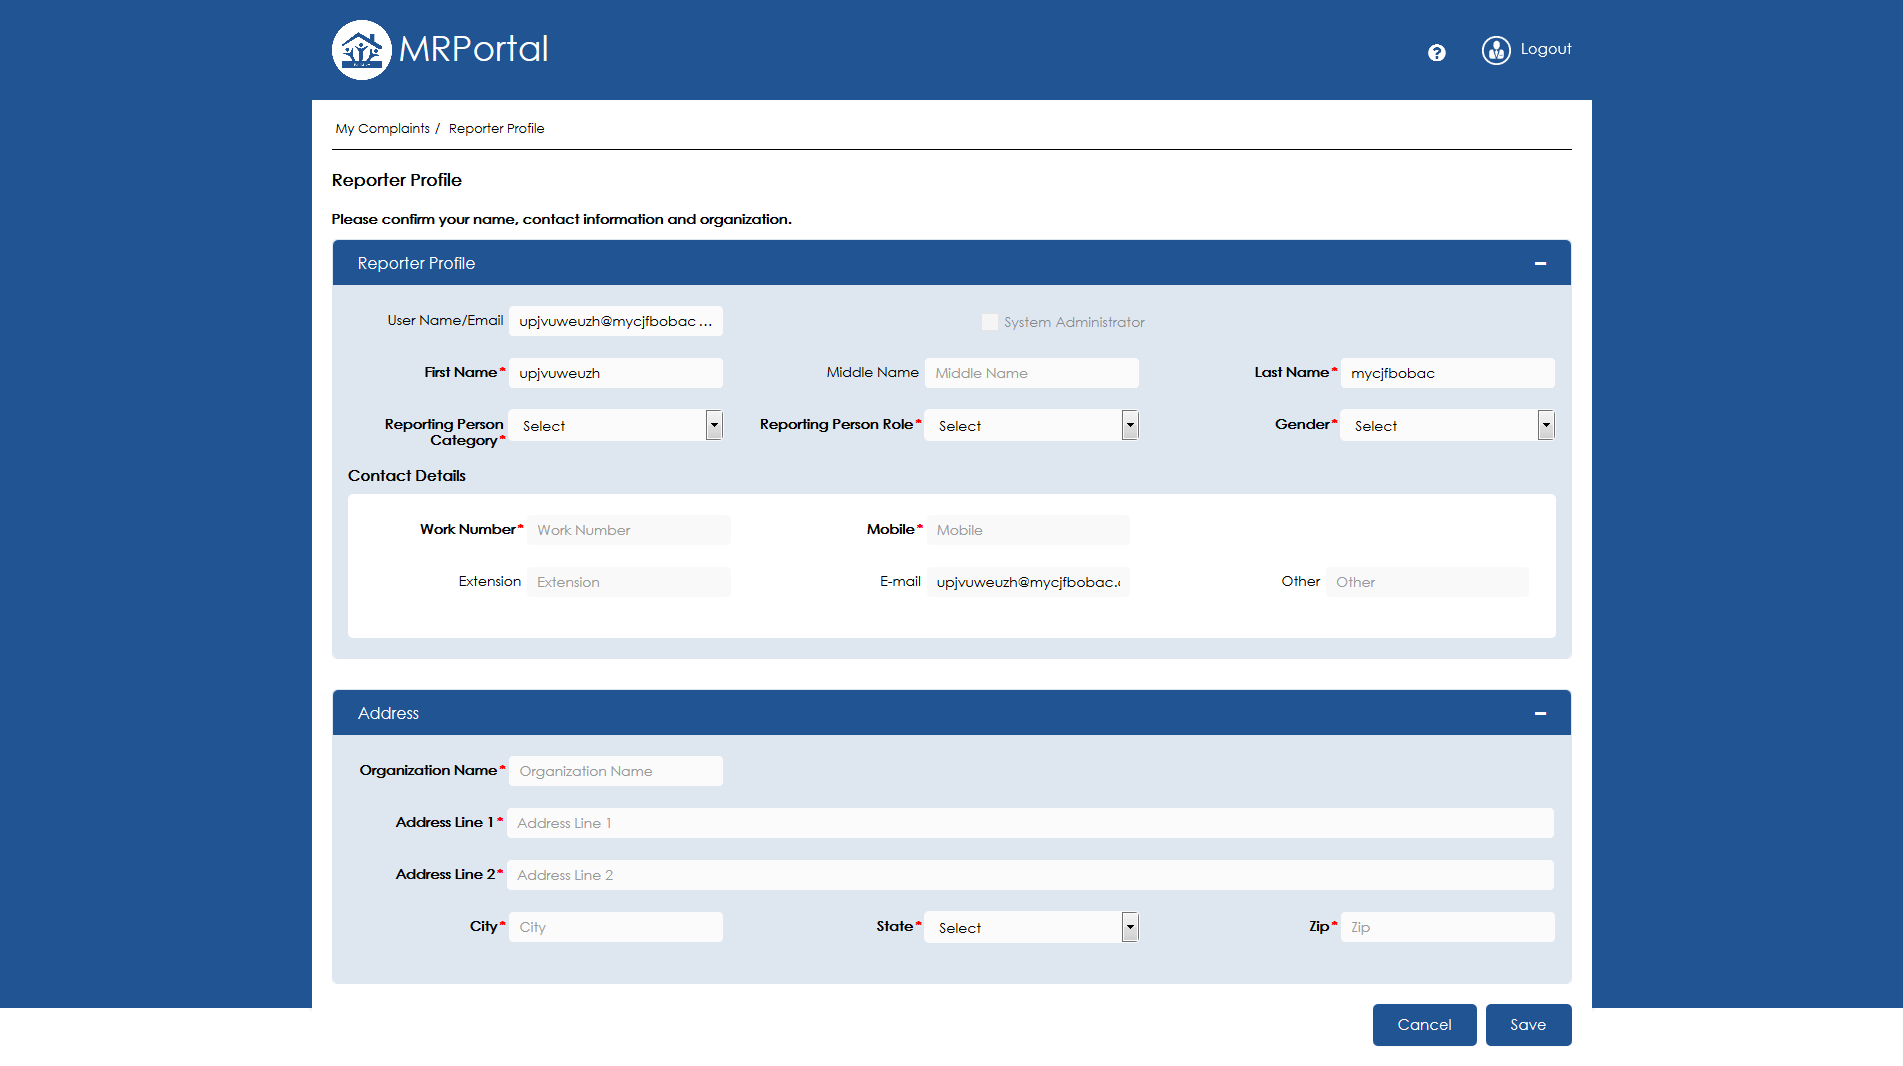 MRPortal
Logout
My Complaints / Reporter Profile
Reporter Profile
Please confirm your name, contact information and organization.
Reporter Profile
User Name/Email upjvuweuzh@mycjfbobac ... System Administrator
First Name* upjvuweuzh Middle Name Middle Name Last Name* mycjfbobac
Reporting Person Category* Select Reporting Person Role* Select Gender* Select
Contact Details
Work Number* Work Number Mobile* Mobile
Extension Extension E-mail upjvuweuzh@mycjfbobac. Other Other
Address
Organization Name* Organization Name
Address Line 1* Address Line 1
Address Line 2* Address Line 2
City* City State* Select Zip* Zip
Cancel Save